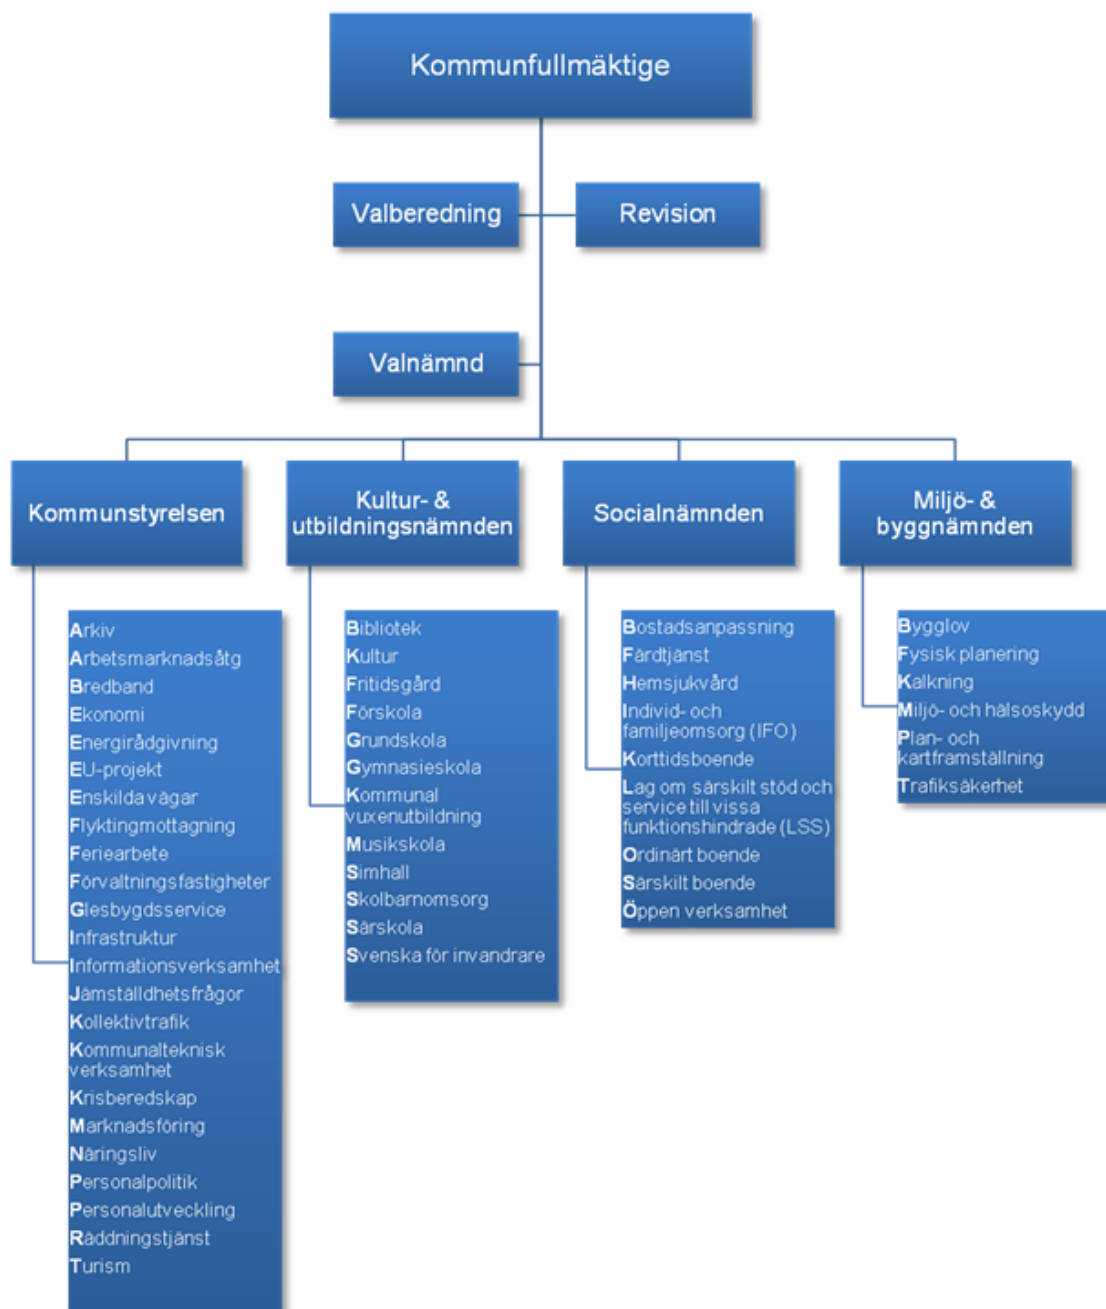 Kommunfullmäktige
Valberedning
Revision
Valnämnd
Kommunstyrelsen
Kultur- &
utbildningsnämnden
Socialnämnden
Miljö- &
byggnämnden
Arkiv
Arbetsmarknadsåtg
Bredband
Ekonomi
Energirådgivning
EU-projekt
Enskilda vägar
Flyktingmottagning
Feriearbete
Förvaltningsfastigheter
Glesbygdsservice
Infrastruktur
Informationsverksamhet
Jämställdhetsfrågor
Kollektivtrafik
Kommunalteknisk
verksamhet
Krisberedskap
Marknadsföring
Näringsliv
Personalpolitik
Personalutveckling
Räddningstjänst
Turism
Bibliotek
Kultur
Fritidsgård
Förskola
Grundskola
Gymnasieskola
Kommunal
vuxenutbildning
Musikskola
Simhall
Skolbarnomsorg
Särskola
Svenska för invandrare
Bostadsanpassning
Färdtjänst
Hemsjukvård
Individ- och
familjeomsorg (IFO)
Korttidsboende
Lag om särskilt stöd och
service till vissa
funktionshindrade (LSS)
Ordinärt boende
Särskilt boende
Öppen verksamhet
Bygglov
Fysisk planering
Kalkning
Miljö- och hälsoskydd
Plan- och
kartframställning
Trafiksäkerhet